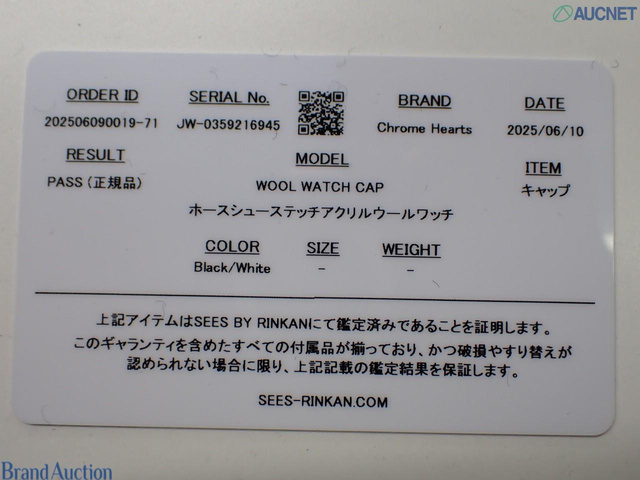 AUCNET
ORDER ID
202506090019-71
SERIAL No.
JW-0359216945
BRAND
Chrome Hearts
DATE
2025/06/10
RESULT
PASS (正規品)
MODEL
WOOL WATCH CAP
ホースシューステッチアクリルウールワッチ
ITEM
キャップ
COLOR
Black/White
SIZE
-
WEIGHT
-
上記アイテムはSEES BY RINKANにて鑑定済みであることを証明します。
このギャランティを含めたすべての付属品が揃っており、かつ破損やすり替えが
認められない場合に限り、上記記載の鑑定結果を保証します。
SEES-RINKAN.COM
Brand Auction